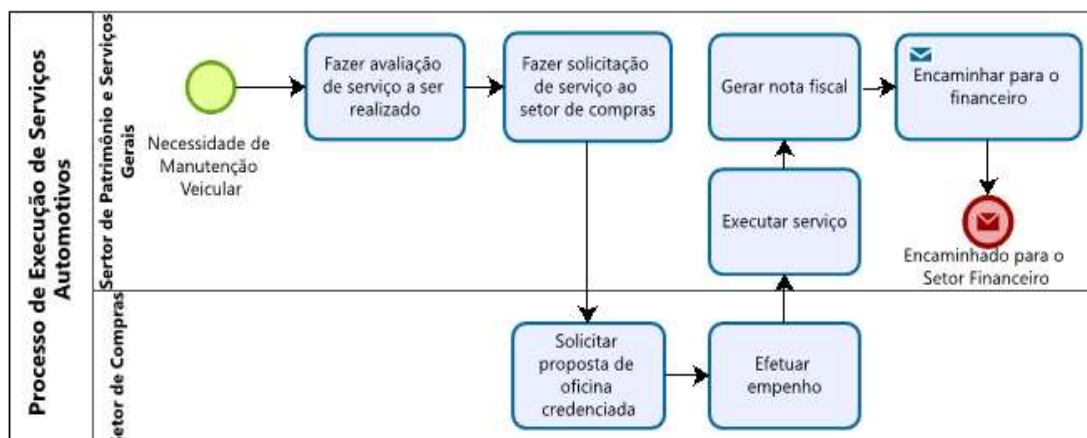 Processo de Execução de Serviços
Automotivos
Sertor de Patrimônio e Serviços
Gerais
Necessidade de
Manutenção
Veicular
Fazer avaliação
de serviço a ser
realizado
Fazer solicitação
de serviço ao
setor de compras
Gerar nota fiscal
Encaminhar para o
financeiro
Executar serviço
Encaminhado para o
Setor Financeiro
Setor de Compras
Solicitar
proposta de
oficina
credenciada
Efetuar
empenho